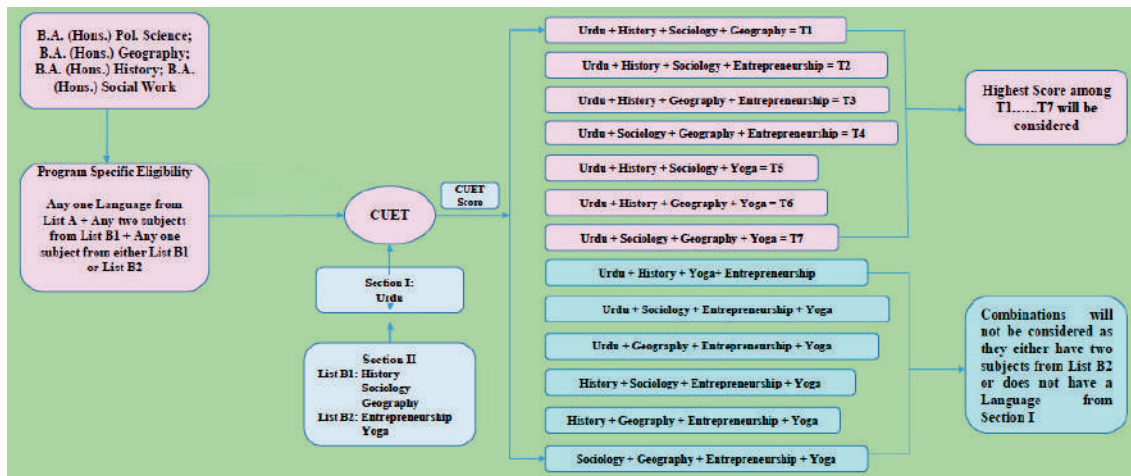 B.A. (Hons.) Pol. Science;
B.A. (Hons.) Geography;
B.A. (Hons.) History; B.A.
(Hons.) Social Work
Program Specific Eligibility
Any one Language from
List A + Any two subjects
from List B1 + Any one
subject from either List B1
or List B2
CUET
CUET
Score
Section I:
Urdu
Section II
List B1: History
Sociology
Geography
List B2: Entrepreneurship
Yoga
Urdu + History + Sociology + Geography = T1
Urdu + History + Sociology + Entrepreneurship = T2
Urdu + History + Geography + Entrepreneurship = T3
Urdu + Sociology + Geography + Entrepreneurship = T4
Urdu + History + Sociology + Yoga = T5
Urdu + History + Geography + Yoga = T6
Urdu + Sociology + Geography + Yoga = T7
Urdu + History + Yoga+ Entrepreneurship
Urdu + Sociology + Entrepreneurship + Yoga
Urdu + Geography + Entrepreneurship + Yoga
History + Sociology + Entrepreneurship + Yoga
History + Geography + Entrepreneurship + Yoga
Sociology + Geography + Entrepreneurship + Yoga
Highest Score among
T1......T7 will be
considered
Combinations will
not be considered as
they either have two
subjects from List B2
or does not have a
Language from
Section I